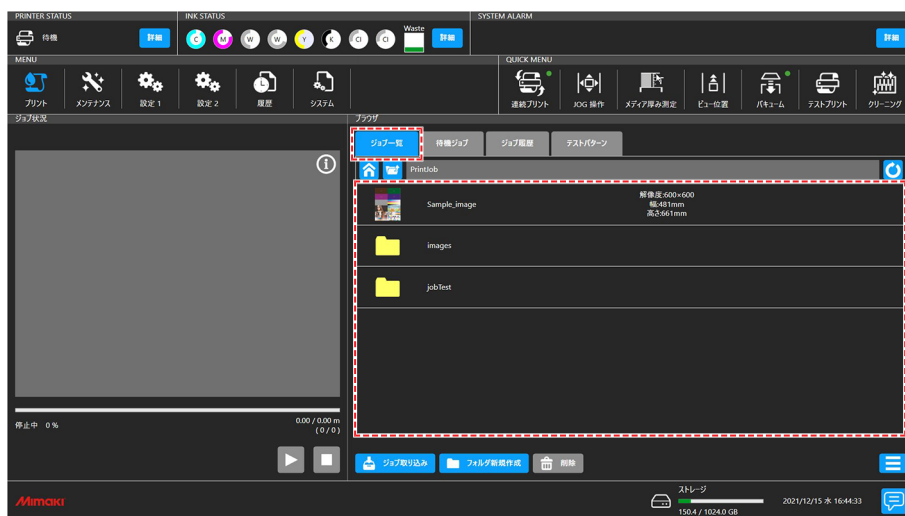 PRINTER STATUS
INK STATUS
SYSTEM ALARM
待機
詳細
C M W W Y K Cl Cl
Waste
詳細
詳細
MENU
QUICK MENU
プリント
メンテナンス
設定 1
設定 2
履歴
システム
連続プリント
JOG 操作
メディア厚み測定
ビュー位置
バキューム
テストプリント
クリーニング
ジョブ状況
ブラウザ
ジョブ一覧
待機ジョブ
ジョブ履歴
テストパターン
PrintJob
Sample_image
解像度:600×600
幅:481mm
高さ:661mm
images
jobTest
停止中 0 %
0.00 / 0.00 m
( 0 / 0 )
ジョブ取り込み
フォルダ新規作成
削除
Mimaki
ストレージ
150.4 / 1024.0 GB
2021/12/15 水 16:44:33